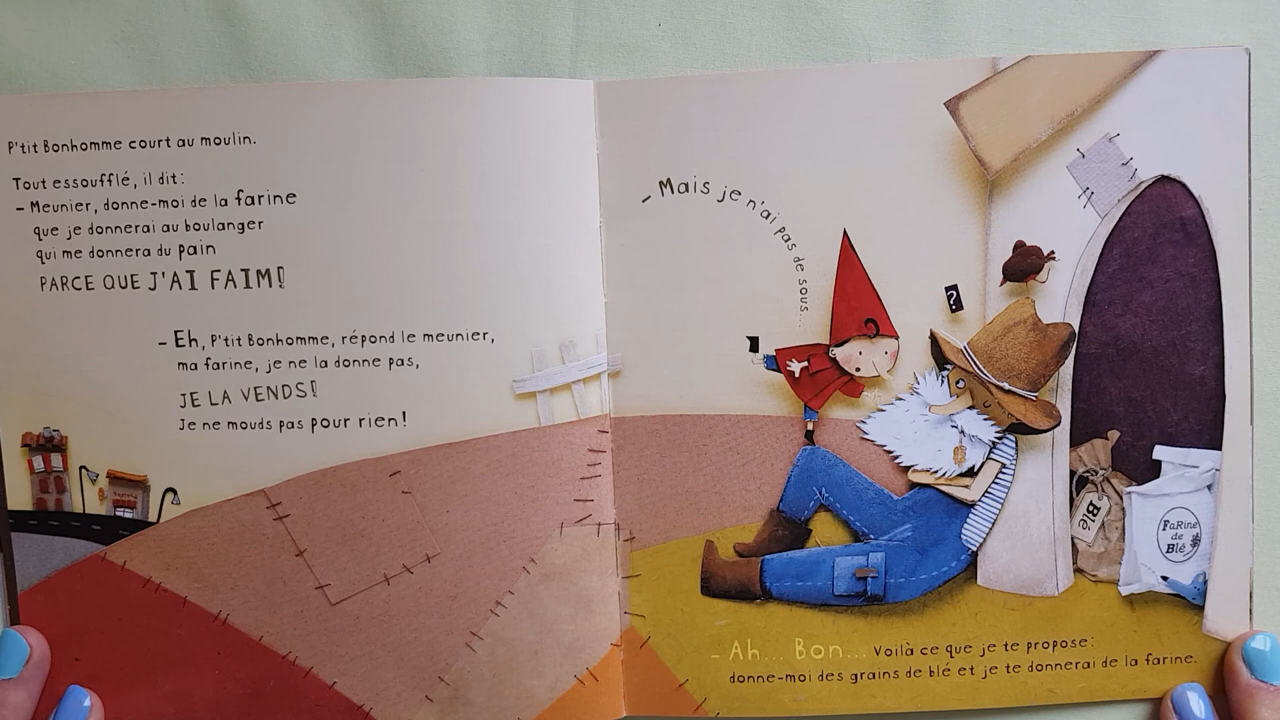 P'tit Bonhomme court au moulin.
Tout essoufflé, il dit:
– Meunier, donne-moi de la farine
que je donnerai au boulanger
qui me donnera du pain
PARCE QUE J'AI FAIM!
– Eh, P'tit Bonhomme, répond le meunier,
ma farine, je ne la donne pas,
JE LA VENDS!
Je ne mouds pas pour rien!
– Mais je n'ai pas de sous...
?
Blé
FaRine
de
Blé
– Ah... Bon... Voilà ce que je te propose:
donne-moi des grains de blé et je te donnerai de la farine.